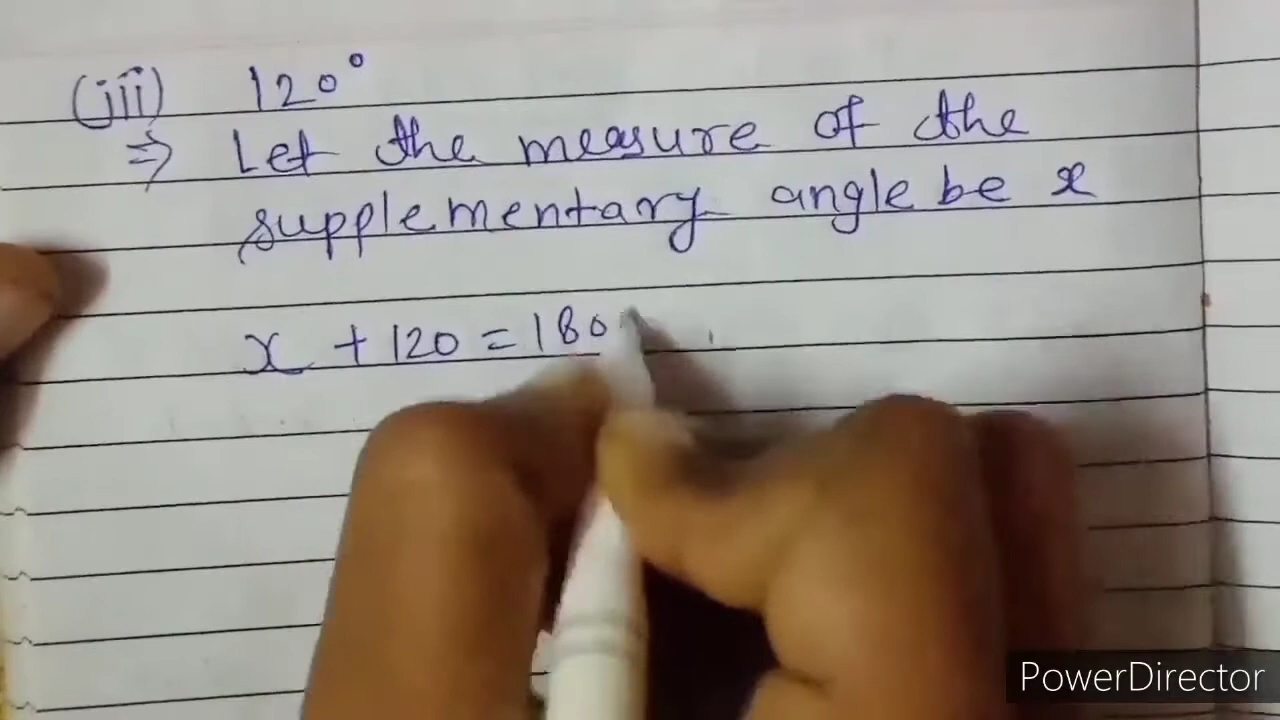 (iii) 120°
⇒ Let the measure of the
supplementary angle be x
x + 120 = 180
PowerDirector